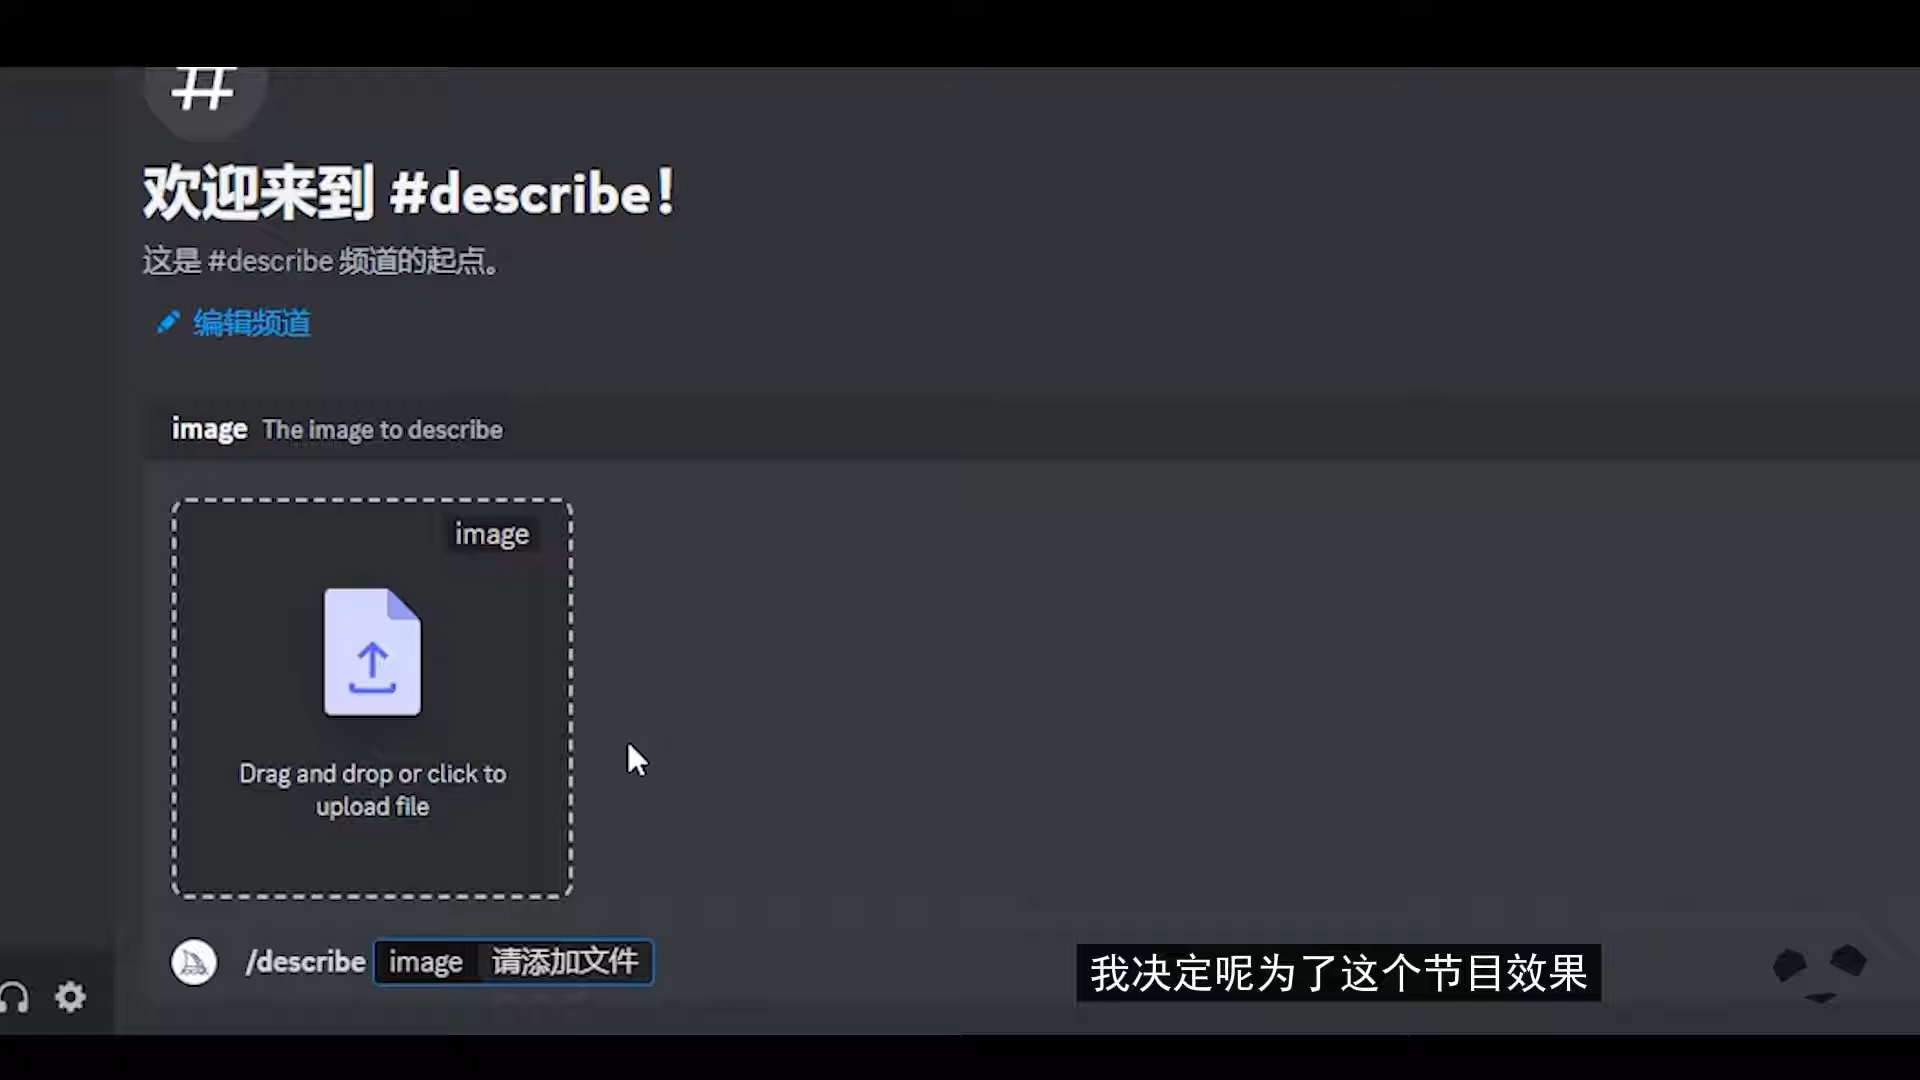 #
欢迎来到 #describe！
这是 #describe 频道的起点。
编辑频道
image The image to describe
image
Drag and drop or click to
upload file
/describe image 请添加文件
我决定呢为了这个节目效果